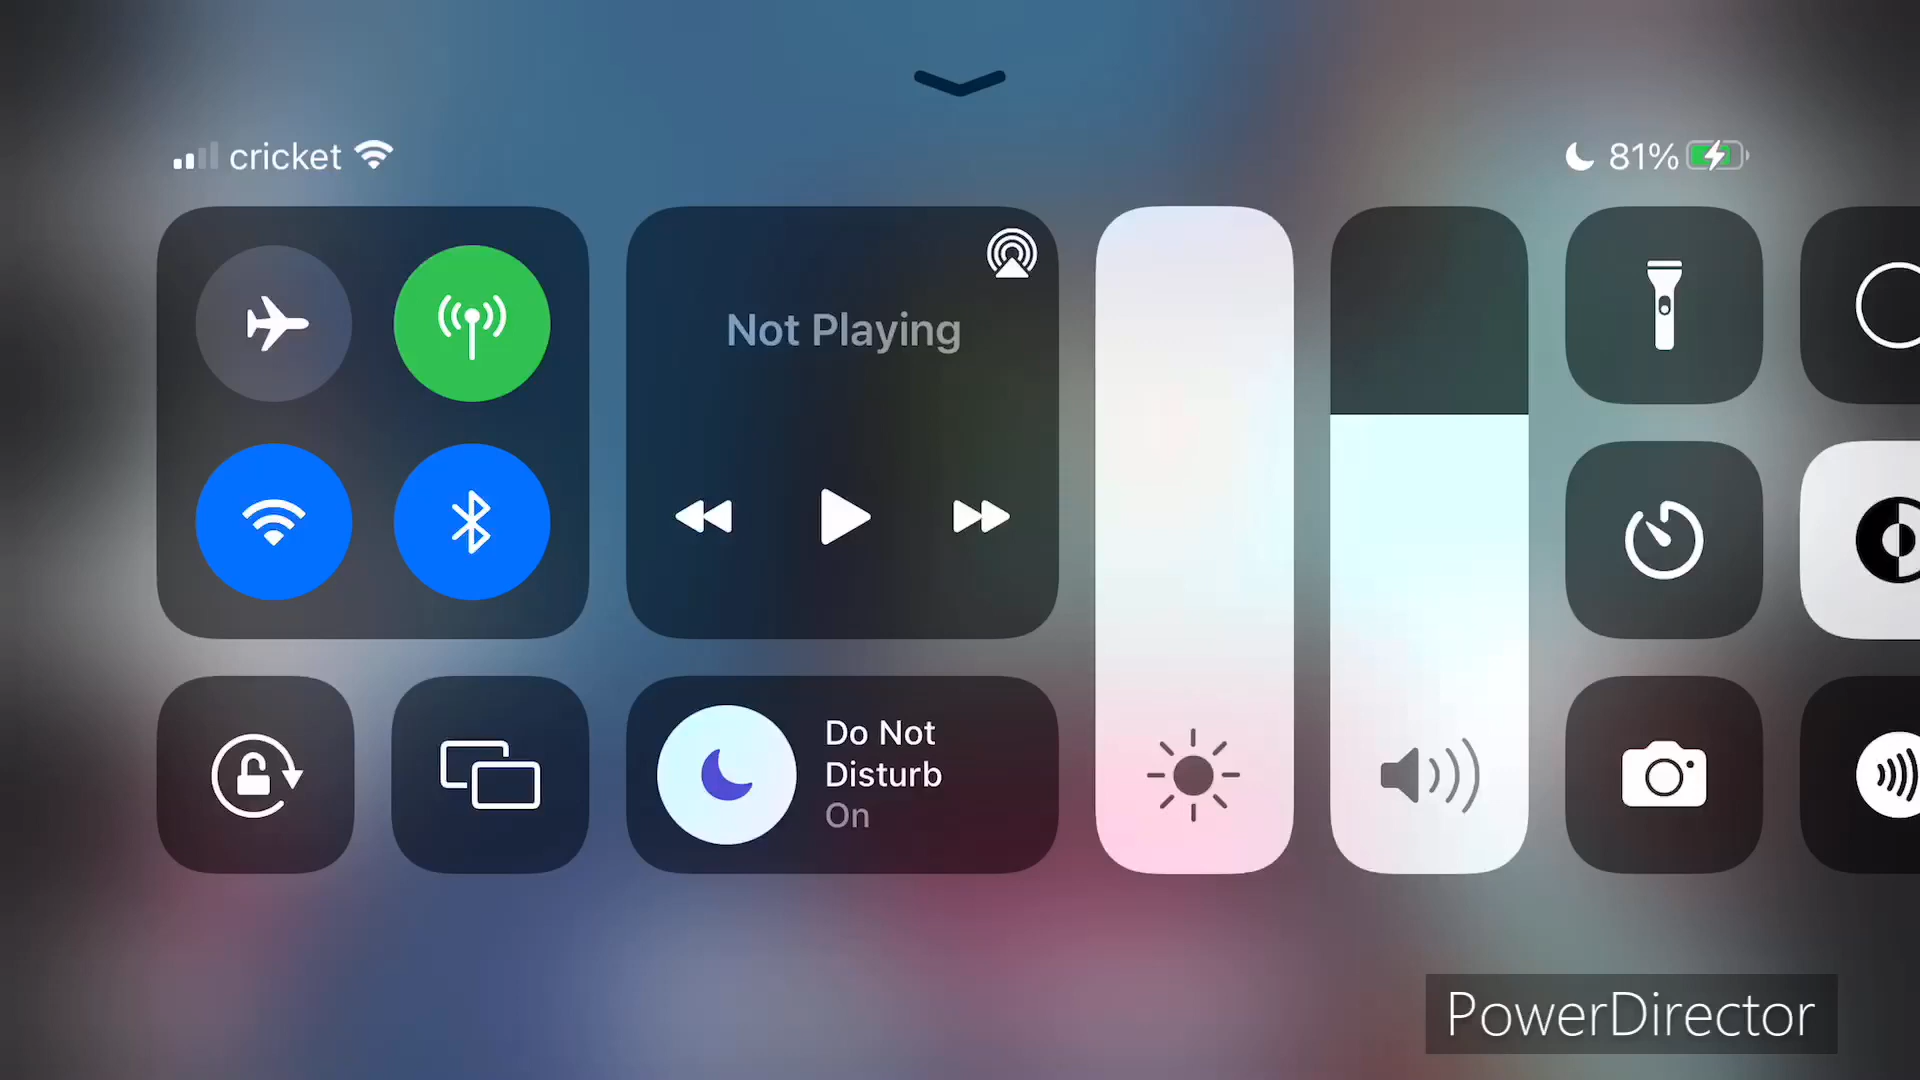 cricket
81%
Not Playing
Do Not
Disturb
On
PowerDirector